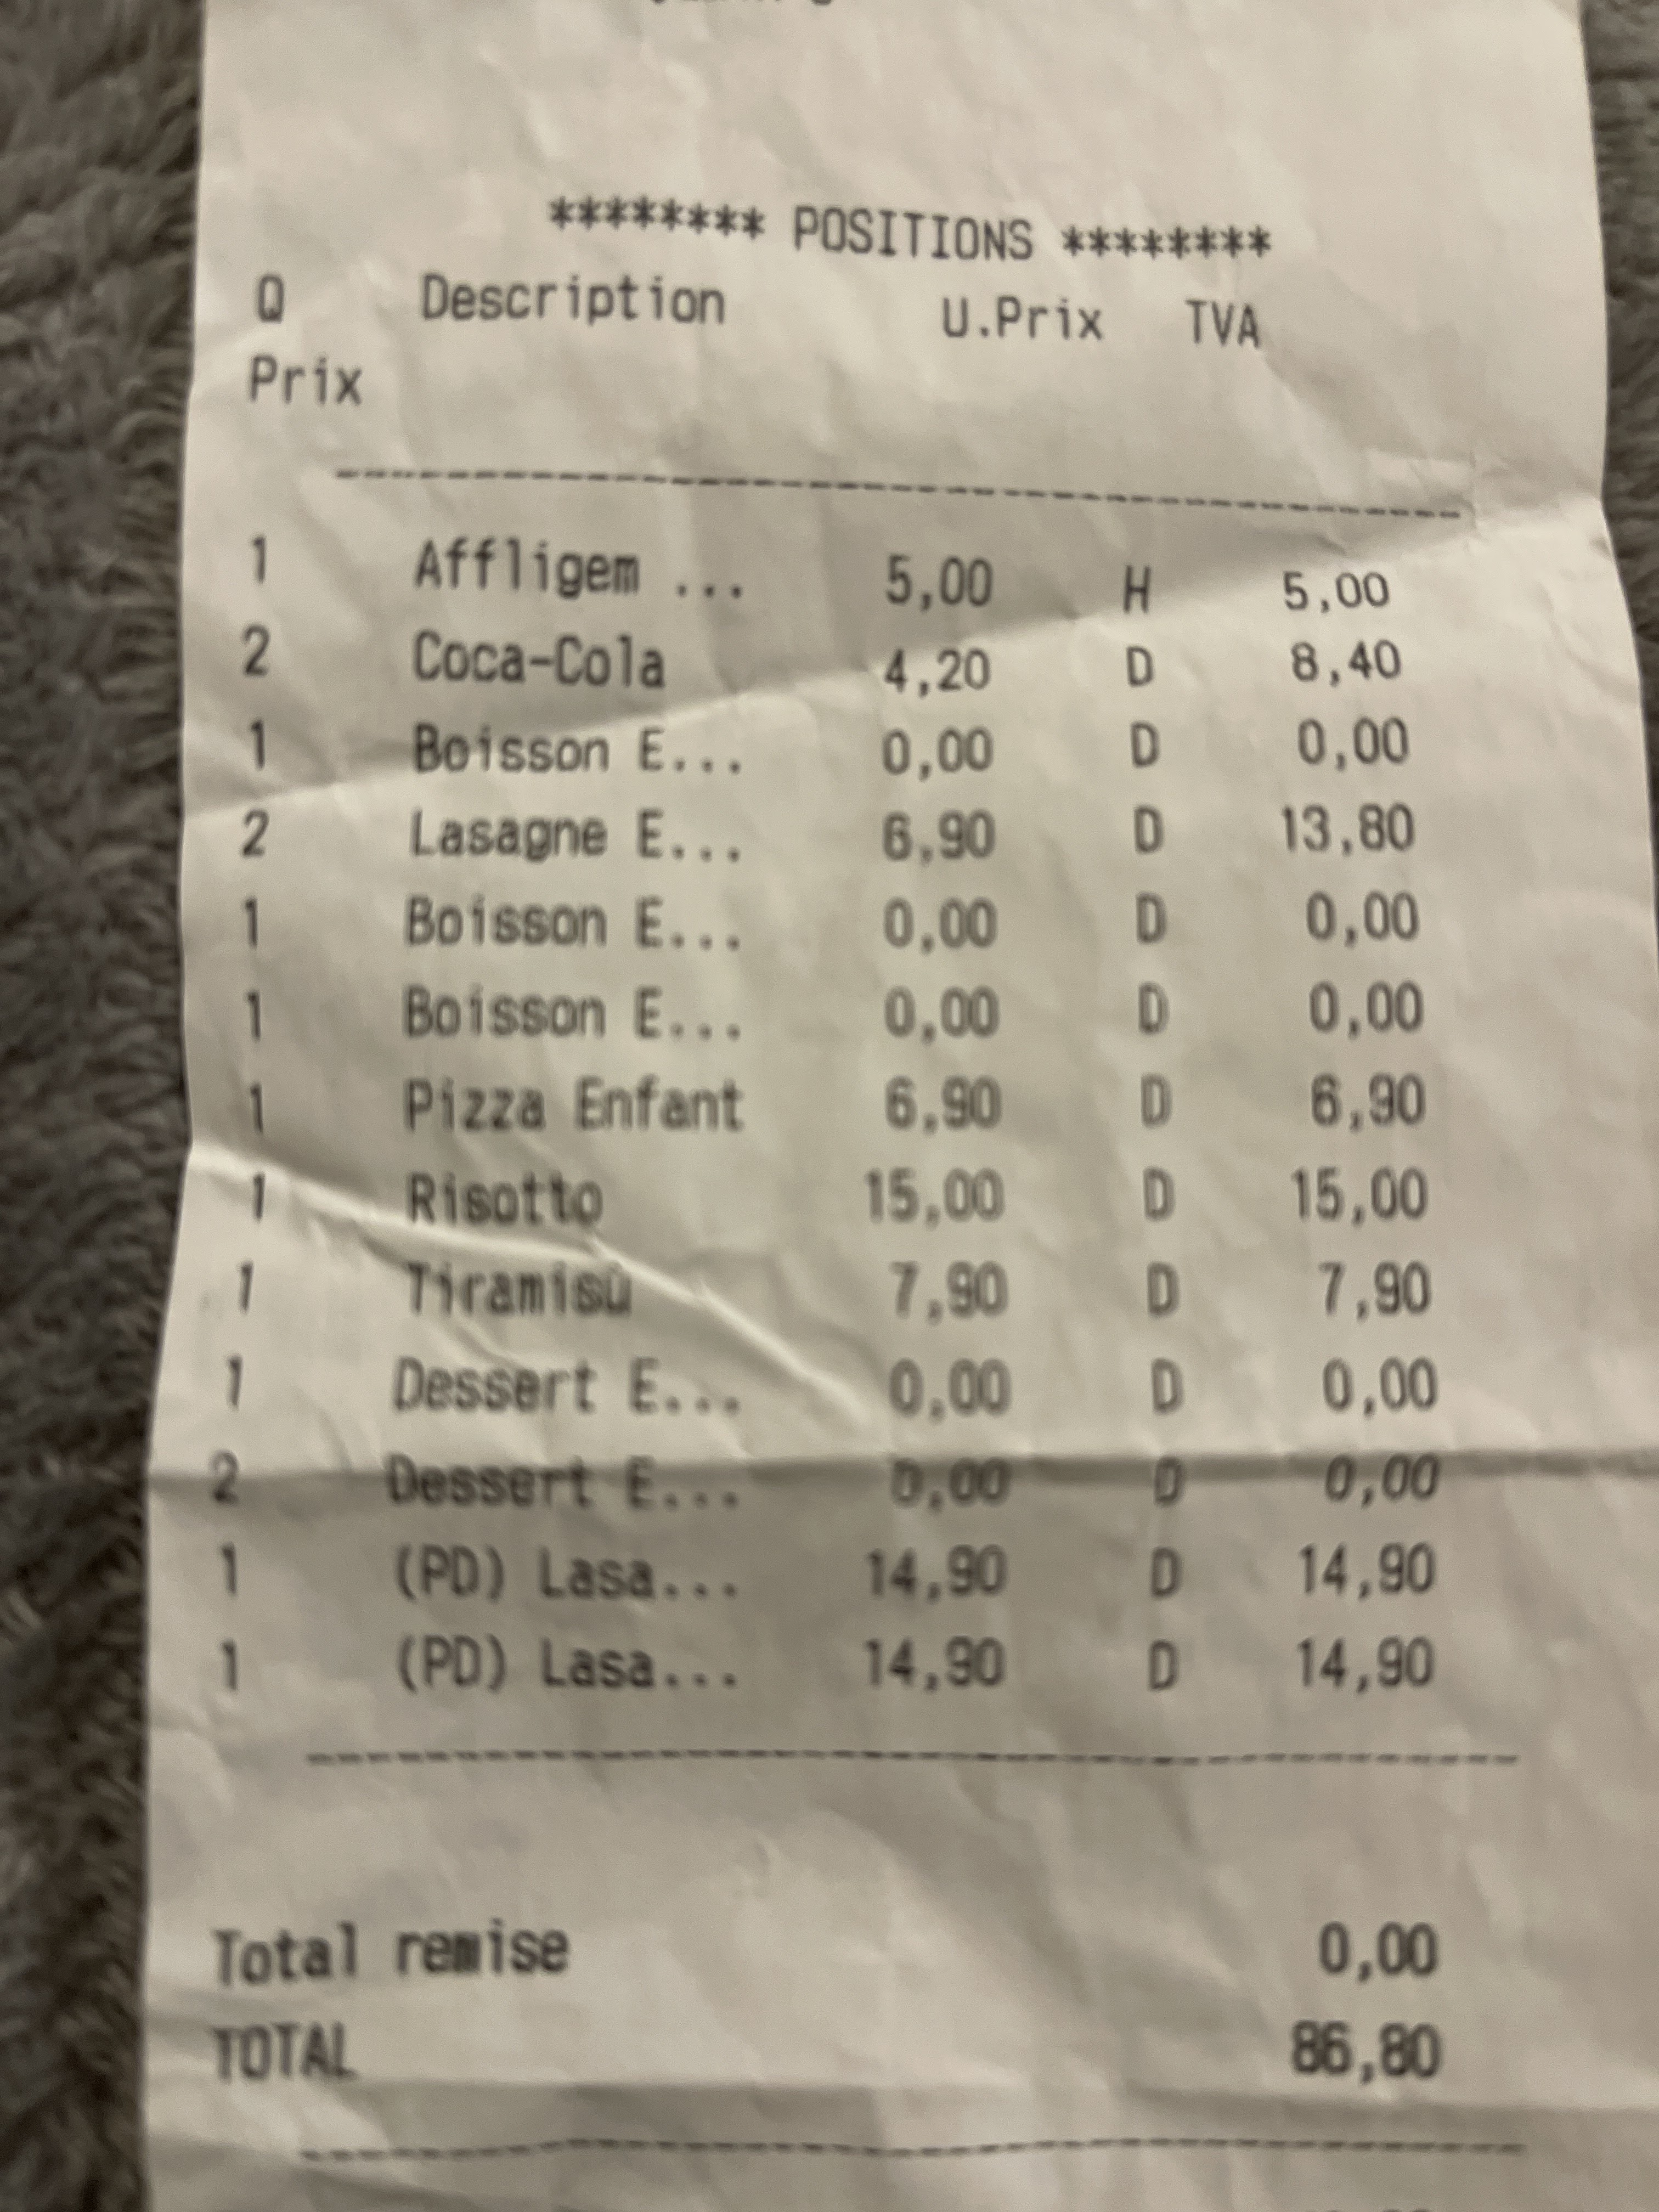 ******** POSITIONS ********
Q Description U.Prix TVA
Prix
1 Affligem ... 5,00 H 5,00
2 Coca-Cola 4,20 D 8,40
1 Boisson E... 0,00 D 0,00
2 Lasagne E... 6,90 D 13,80
1 Boisson E... 0,00 D 0,00
1 Boisson E... 0,00 D 0,00
1 Pizza Enfant 6,90 D 6,90
1 Risotto 15,00 D 15,00
1 Tiramisù 7,90 D 7,90
1 Dessert E... 0,00 D 0,00
2 Dessert E... 0,00 D 0,00
1 (PD) Lasa... 14,90 D 14,90
1 (PD) Lasa... 14,90 D 14,90
Total remise 0,00
TOTAL 86,80